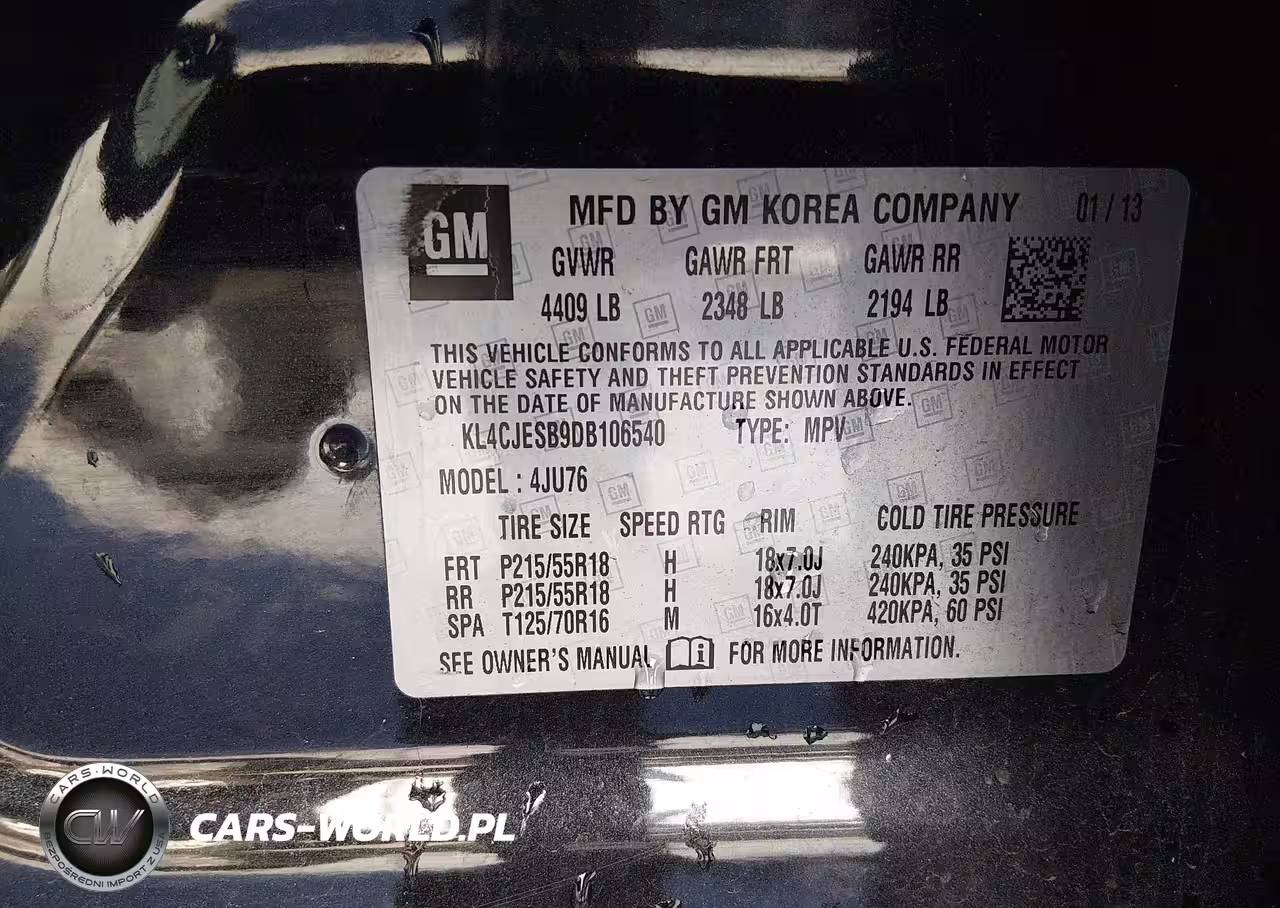 GM
MFD BY GM KOREA COMPANY 01 / 13
GVWR GAWR FRT GAWR RR
4409 LB 2348 LB 2194 LB
THIS VEHICLE CONFORMS TO ALL APPLICABLE U.S. FEDERAL MOTOR
VEHICLE SAFETY AND THEFT PREVENTION STANDARDS IN EFFECT
ON THE DATE OF MANUFACTURE SHOWN ABOVE.
KL4CJESB9DB106540 TYPE: MPV
MODEL : 4JU76
TIRE SIZE SPEED RTG RIM COLD TIRE PRESSURE
FRT P215/55R18 H 18x7.0J 240KPA, 35 PSI
RR P215/55R18 H 18x7.0J 240KPA, 35 PSI
SPA T125/70R16 M 16x4.0T 420KPA, 60 PSI
SEE OWNER'S MANUAL FOR MORE INFORMATION.
CARS-WORLD
CW
BEZPOŚREDNI IMPORT Z USA
CARS-WORLD.PL